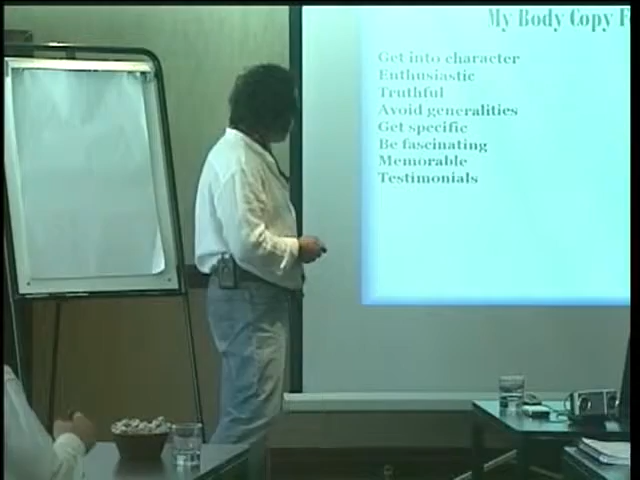 My Body Copy F
Get into character
Enthusiastic
Truthful
Avoid generalities
Get specific
Be fascinating
Memorable
Testimonials